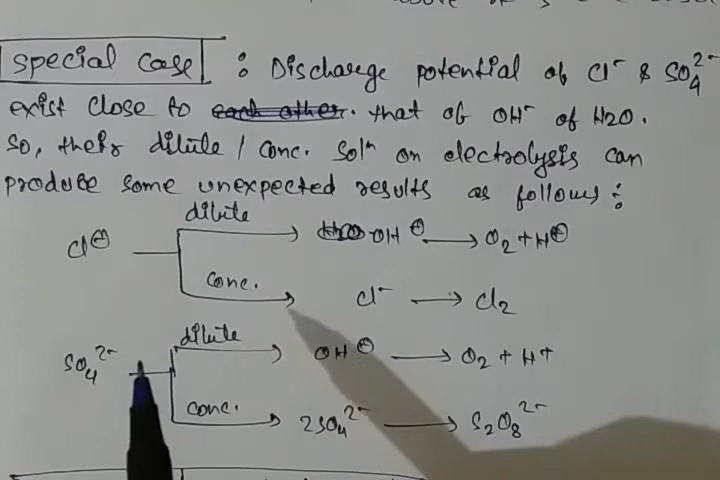 Special Case : Discharge potential of Cl⁻ & SO₄²⁻
exist close to that of OH⁻ of H2O.
So, their dilute / conc. Solⁿ on electrolysis can
produce some unexpected results as follows :
Cl⊖ dilute → OH⊖ → O₂ + H⊕
conc. → Cl⁻ → Cl₂
SO₄²⁻ dilute → OH⊖ → O₂ + H+
conc. → 2SO₄²⁻ → S₂O₈²⁻